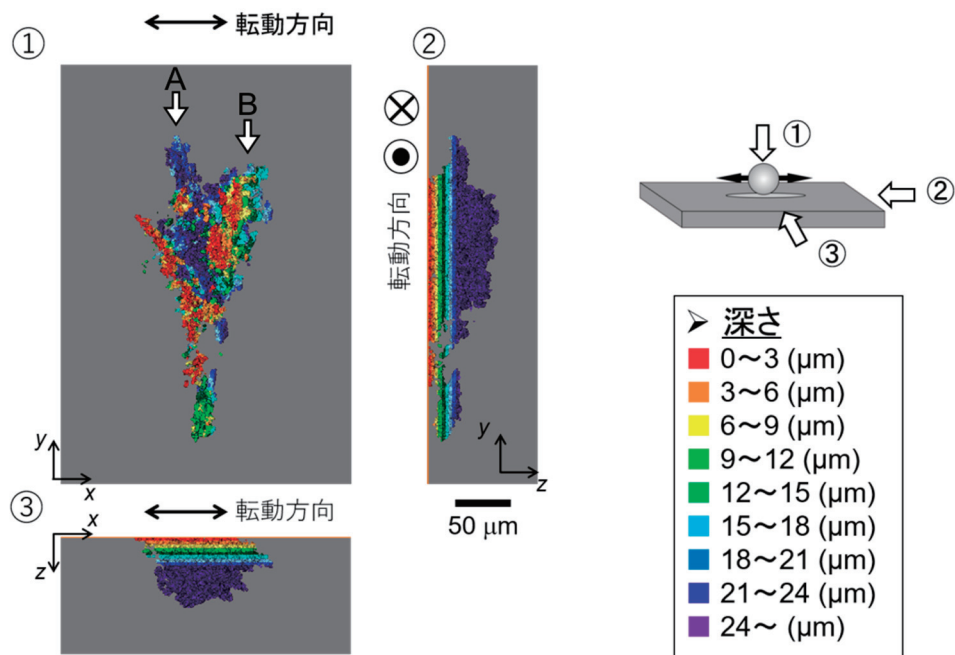 転動方向
①
②
A
B
転動方向
y
x
y
z
50 μm
③
x
転動方向
z
①
②
③
➢ 深さ
0～3 (µm)
3～6 (µm)
6～9 (µm)
9～12 (µm)
12～15 (µm)
15～18 (µm)
18～21 (µm)
21～24 (µm)
24～ (µm)